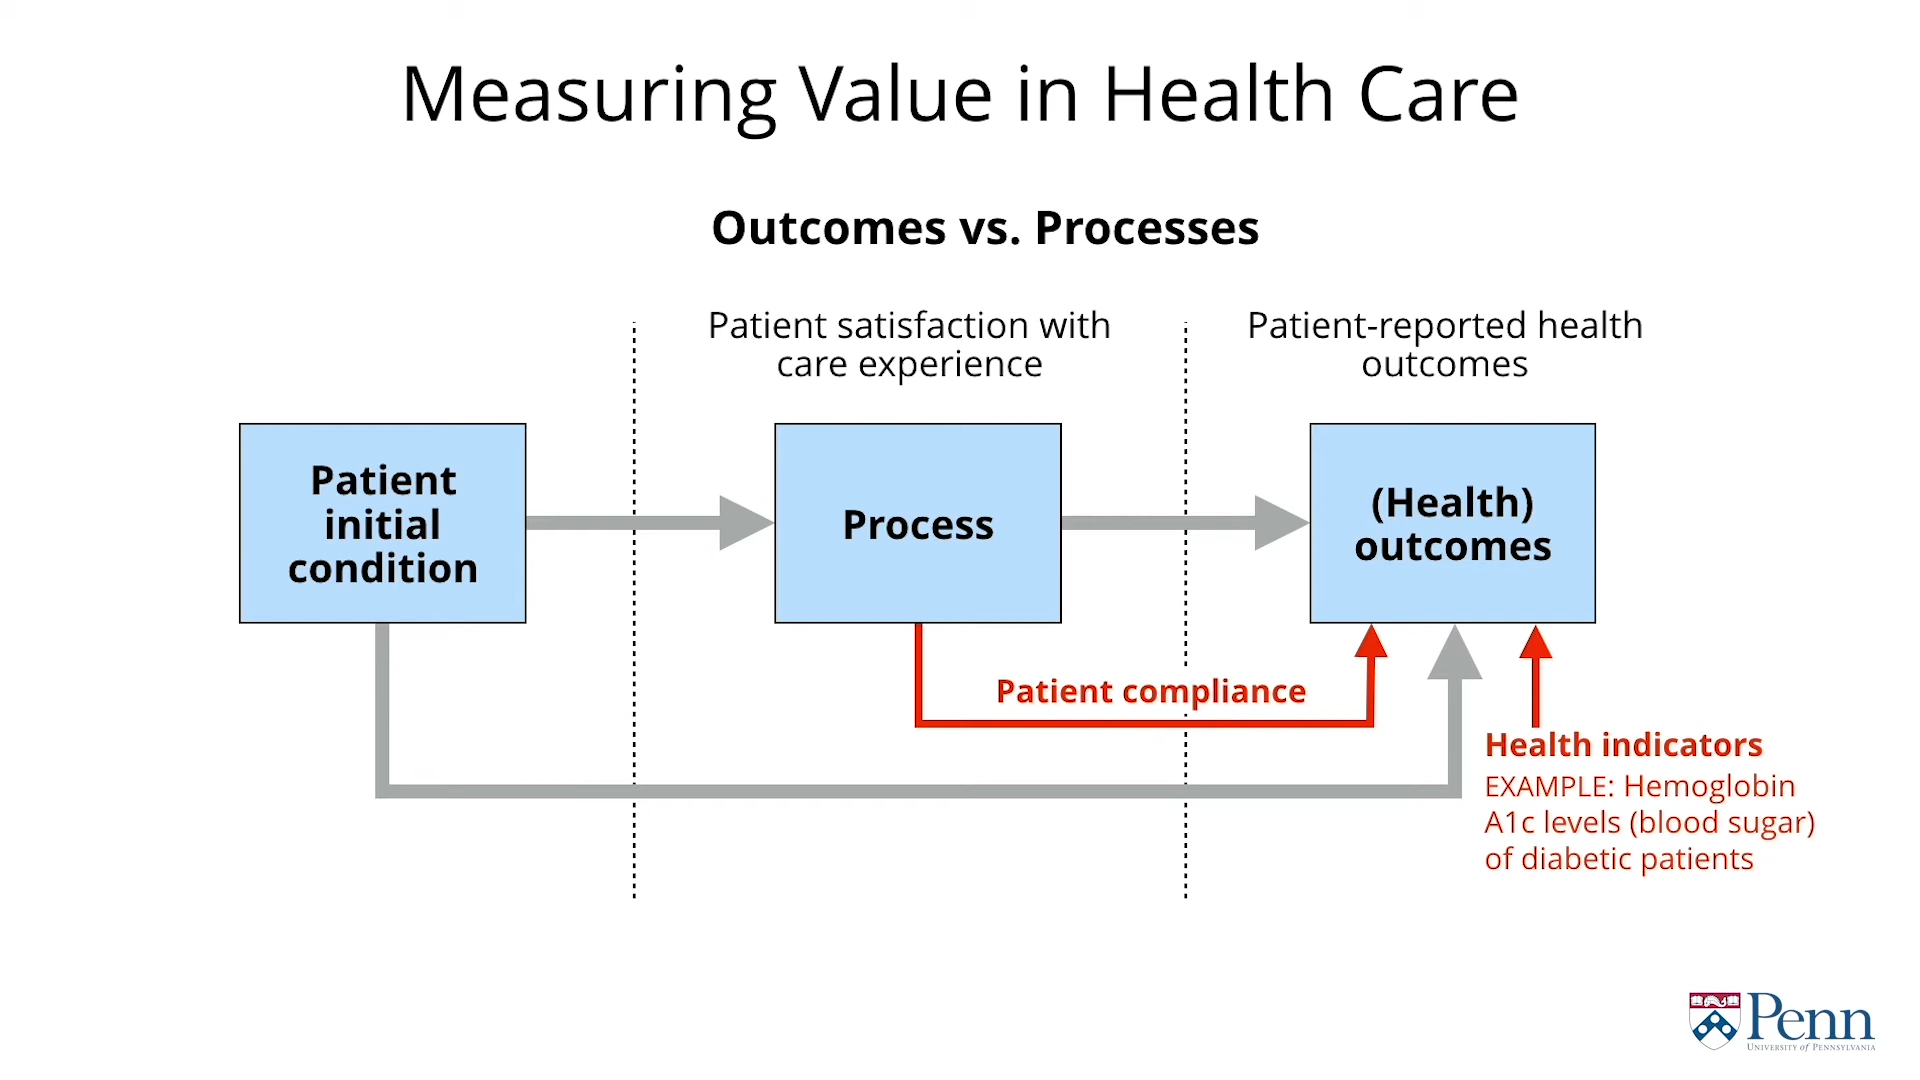 Measuring Value in Health Care
Outcomes vs. Processes
Patient satisfaction with
care experience
Patient-reported health
outcomes
Patient
initial
condition
Process
(Health)
outcomes
Patient compliance
Health indicators
EXAMPLE: Hemoglobin
A1c levels (blood sugar)
of diabetic patients
Penn
UNIVERSITY of PENNSYLVANIA